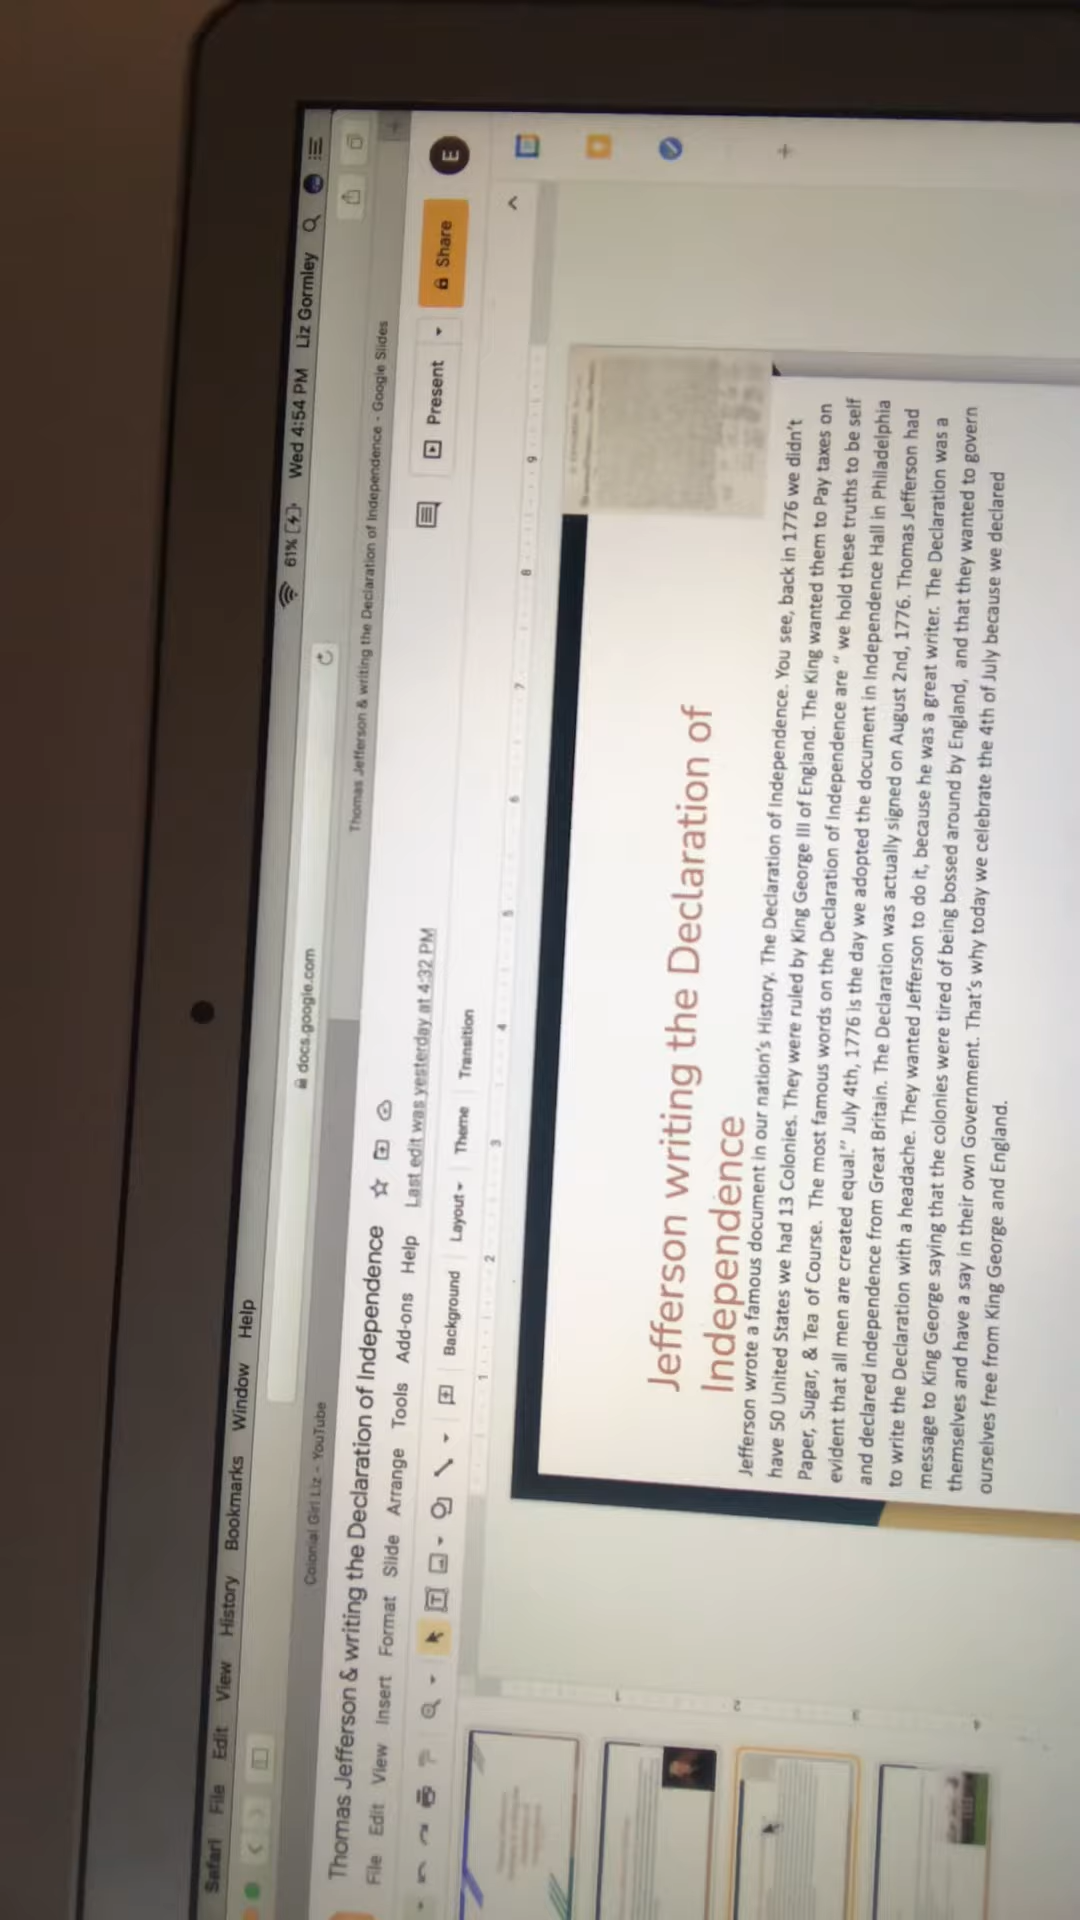 Safari File Edit View History Bookmarks Window Help 61% Wed 4:54 PM Liz Gormley
docs.google.com
Colonial Girl Liz - YouTube Thomas Jefferson & writing the Declaration of Independence - Google Slides
Thomas Jefferson & writing the Declaration of Independence
File Edit View Insert Format Slide Arrange Tools Add-ons Help Last edit was yesterday at 4:32 PM
Present Share E
Background Layout Theme Transition
1 2 3 4 5 6 7 8 9
Jefferson writing the Declaration of
Independence
Jefferson wrote a famous document in our nation's History. The Declaration of Independence. You see, back in 1776 we didn't
have 50 United States we had 13 Colonies. They were ruled by King George III of England. The King wanted them to Pay taxes on
Paper, Sugar, & Tea of Course. The most famous words on the Declaration of Independence are " we hold these truths to be self
evident that all men are created equal." July 4th, 1776 is the day we adopted the document in Independence Hall in Philadelphia
and declared independence from Great Britain. The Declaration was actually signed on August 2nd, 1776. Thomas Jefferson had
to write the Declaration with a headache. They wanted Jefferson to do it, because he was a great writer. The Declaration was a
message to King George saying that the colonies were tired of being bossed around by England, and that they wanted to govern
themselves and have a say in their own Government. That's why today we celebrate the 4th of July because we declared
ourselves free from King George and England.